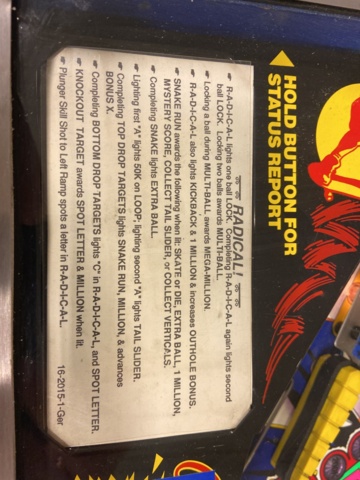 HOLD BUTTON FOR
STATUS REPORT
RADICAL!
R-A-D-I-C-A-L lights one ball LOCK. Completing R-A-D-I-C-A-L again lights second
ball LOCK. Locking two balls awards MULTI-BALL.
Locking a ball during MULTI-BALL awards MEGA-MILLION.
R-A-D-I-C-A-L also lights KICKBACK & 1 MILLION & increases OUTHOLE BONUS.
SNAKE RUN awards the following when lit: SKATE or DIE, EXTRA BALL, 1 MILLION,
MYSTERY SCORE, COLLECT TAIL SLIDER, or COLLECT VERTICALS.
Completing SNAKE lights EXTRA BALL.
Lighting first "A" lights 50K on LOOP, lighting second "A" lights TAIL SLIDER.
Completing TOP DROP TARGETS lights SNAKE RUN, MILLION, & advances
BONUS X.
Completing BOTTOM DROP TARGETS lights "C" in R-A-D-I-C-A-L, and SPOT LETTER.
KNOCKOUT TARGET awards SPOT LETTER & MILLION when lit.
Plunger Skill Shot to Left Ramp spots a letter in R-A-D-I-C-A-L.
16-2015-1-Ger